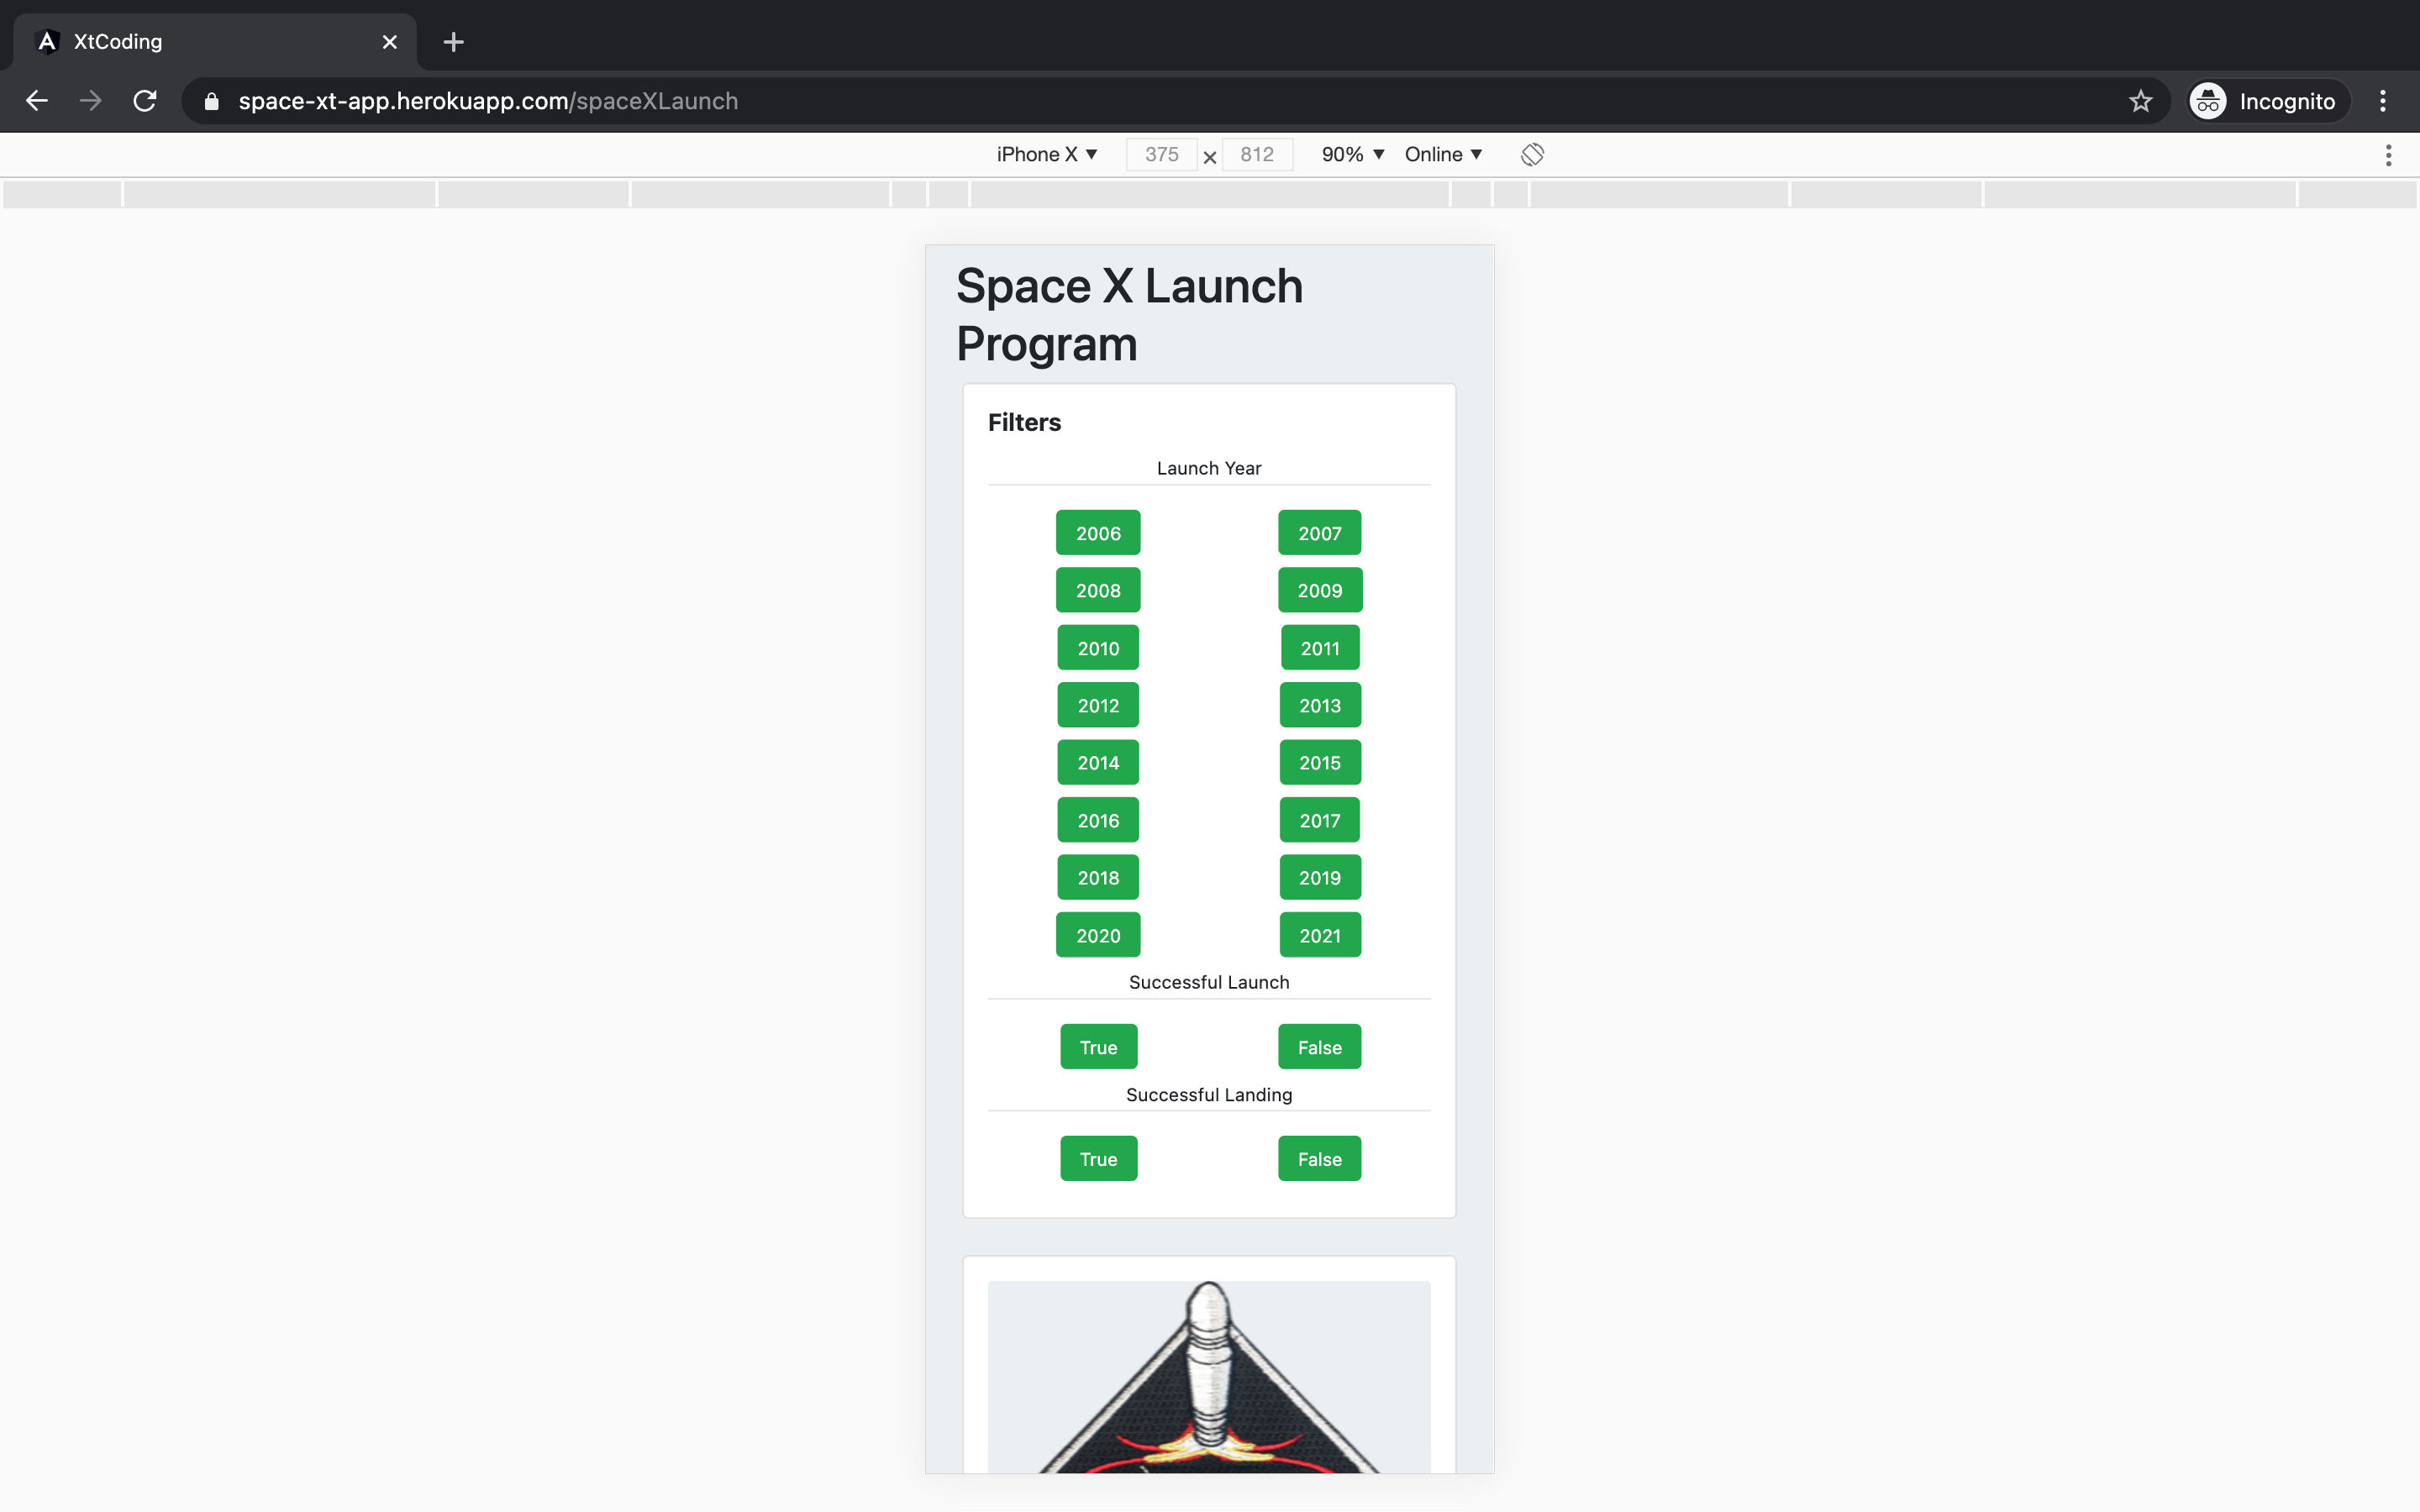 XtCoding
space-xt-app.herokuapp.com/spaceXLaunch
Incognito
iPhone X ▼ 375 × 812 90% ▼ Online ▼
Space X Launch
Program
Filters
Launch Year
2006 2007
2008 2009
2010 2011
2012 2013
2014 2015
2016 2017
2018 2019
2020 2021
Successful Launch
True False
Successful Landing
True False